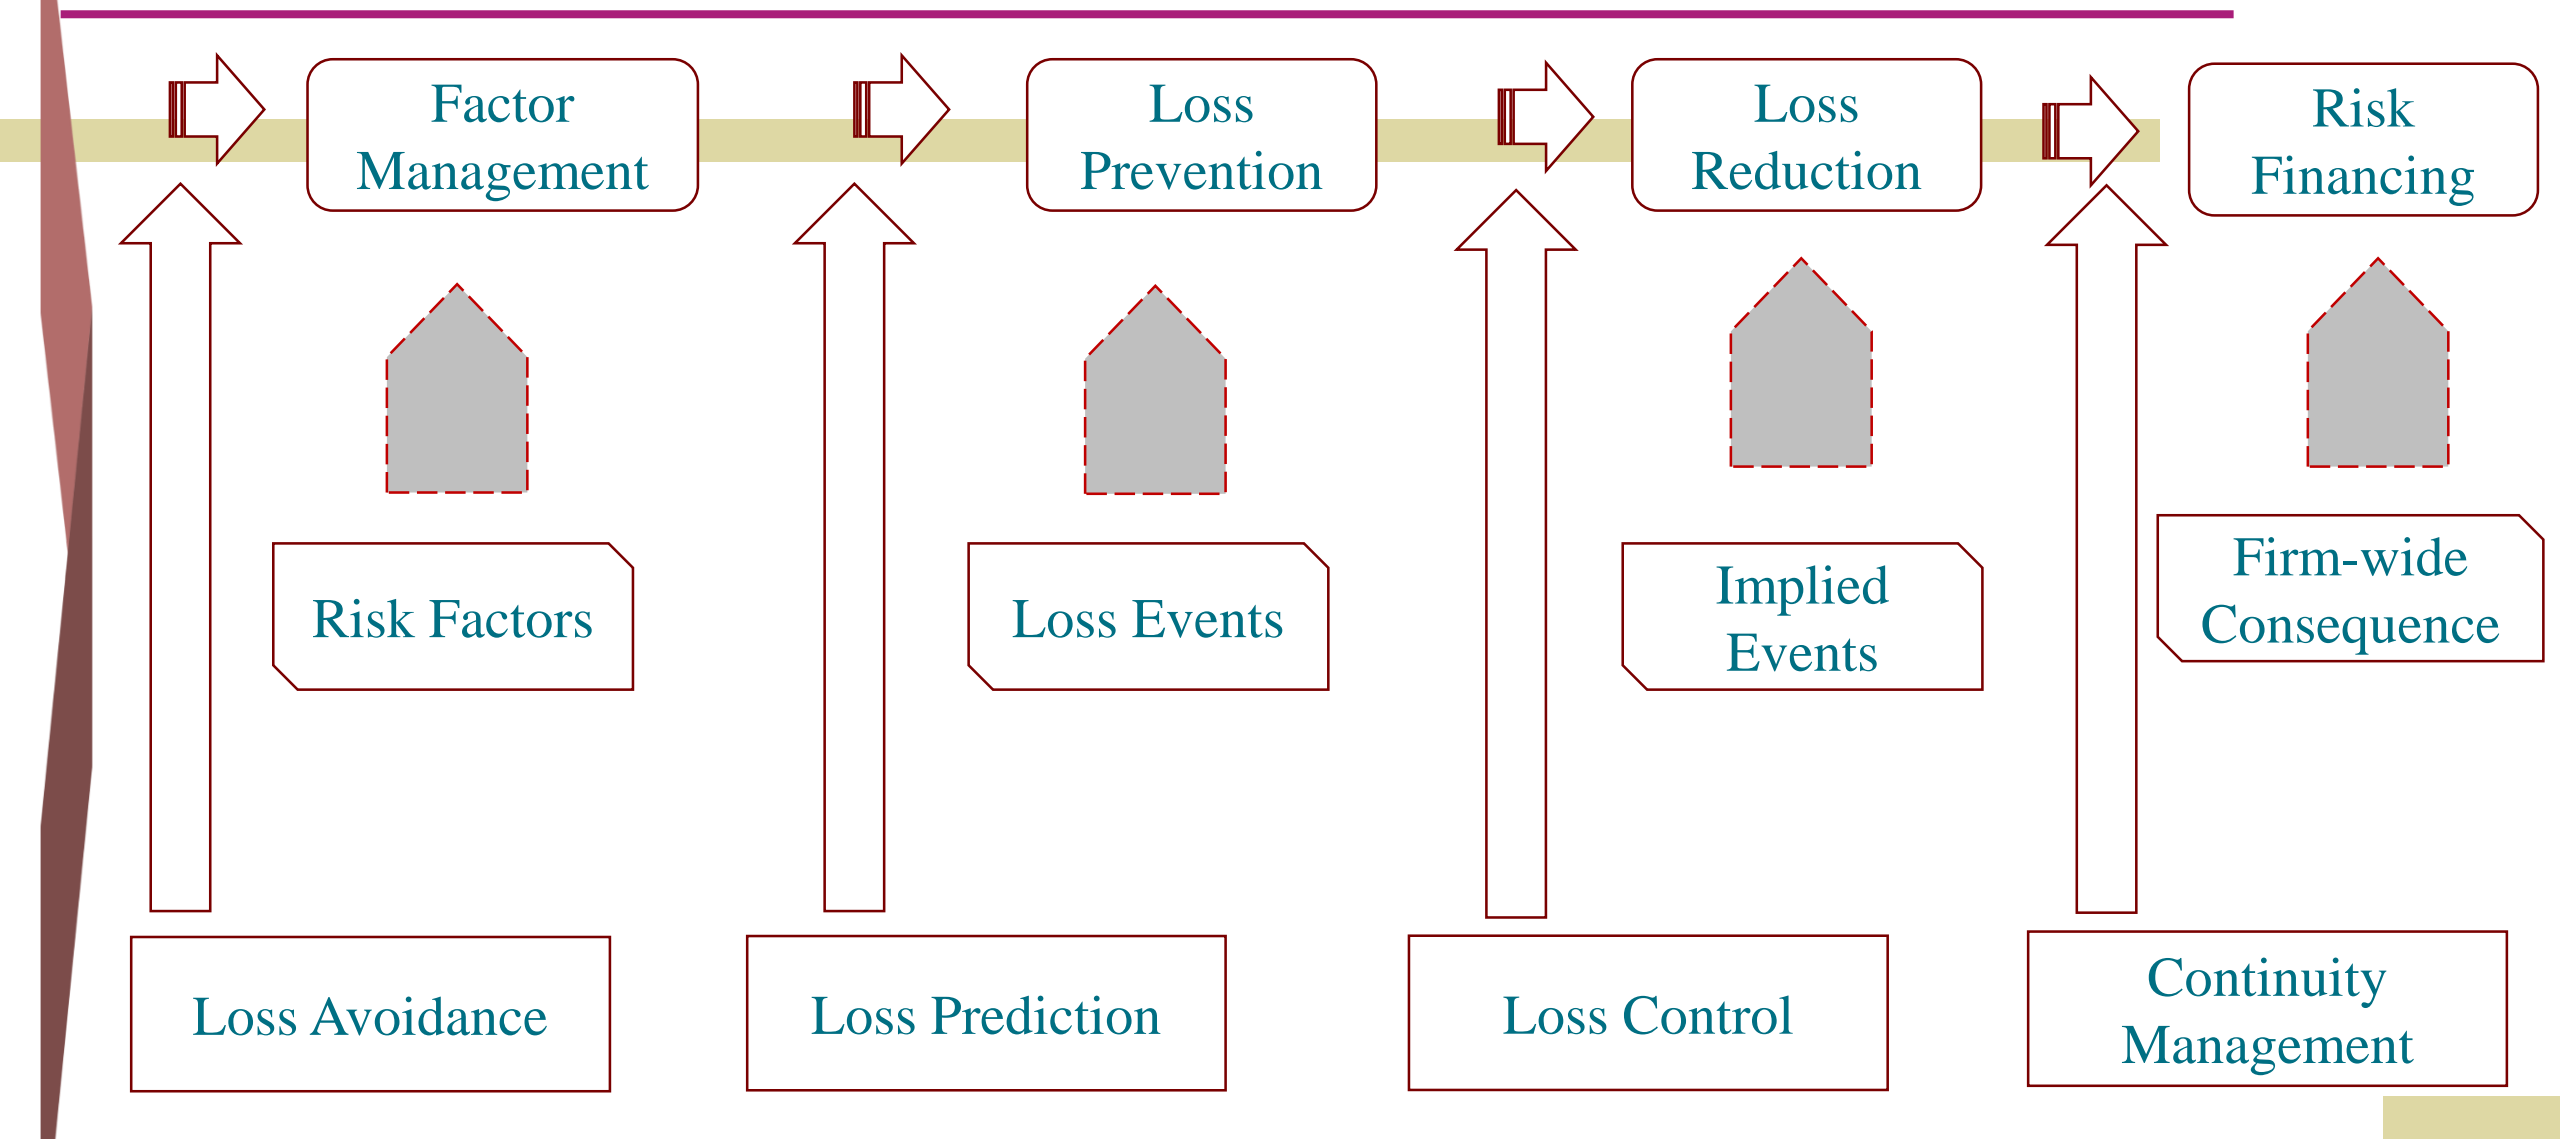 Factor
Management
Loss
Prevention
Loss
Reduction
Risk
Financing
Risk Factors
Loss Events
Implied
Events
Firm-wide
Consequence
Loss Avoidance
Loss Prediction
Loss Control
Continuity
Management